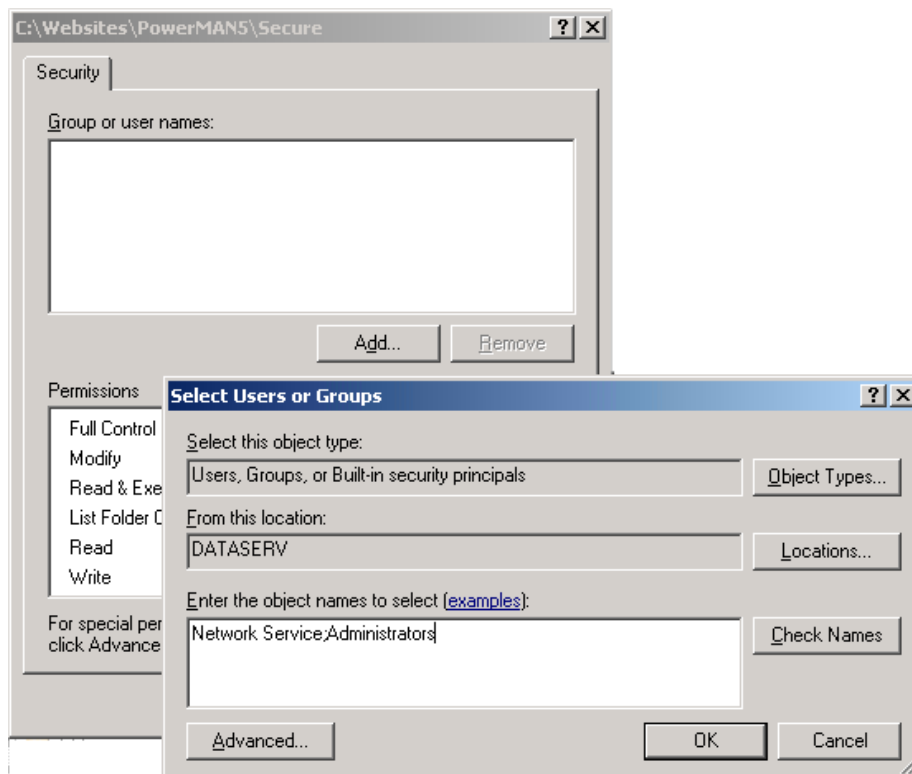 C:\Websites\PowerMAN5\Secure
Security
Group or user names:
Add...
Remove
Permissions
Full Control
Modify
Read & Exe
List Folder C
Read
Write
For special per
click Advance
Select Users or Groups
Select this object type:
Users, Groups, or Built-in security principals
Object Types...
From this location:
DATASERV
Locations...
Enter the object names to select (examples):
Network Service;Administrators
Check Names
Advanced...
OK
Cancel